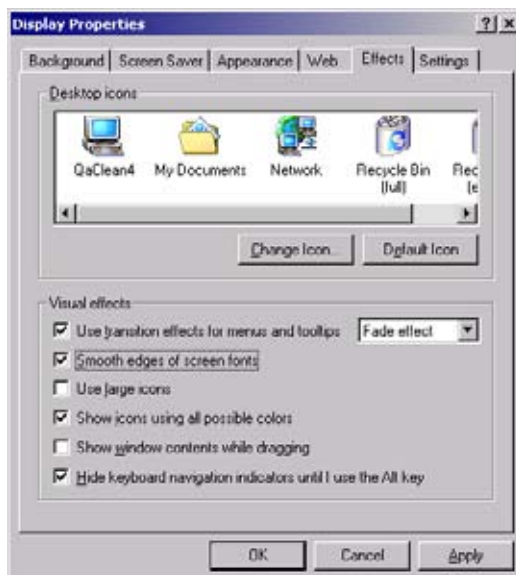 Display Properties
Background Screen Saver Appearance Web Effects Settings
Desktop icons
QaClean4 My Documents Network Recycle Bin Rec
(full) (e
Change Icon... Default Icon
Visual effects
Use transition effects for menus and tooltips Fade effect
Smooth edges of screen fonts
Use large icons
Show icons using all possible colors
Show window contents while dragging
Hide keyboard navigation indicators until I use the Alt key
OK Cancel Apply